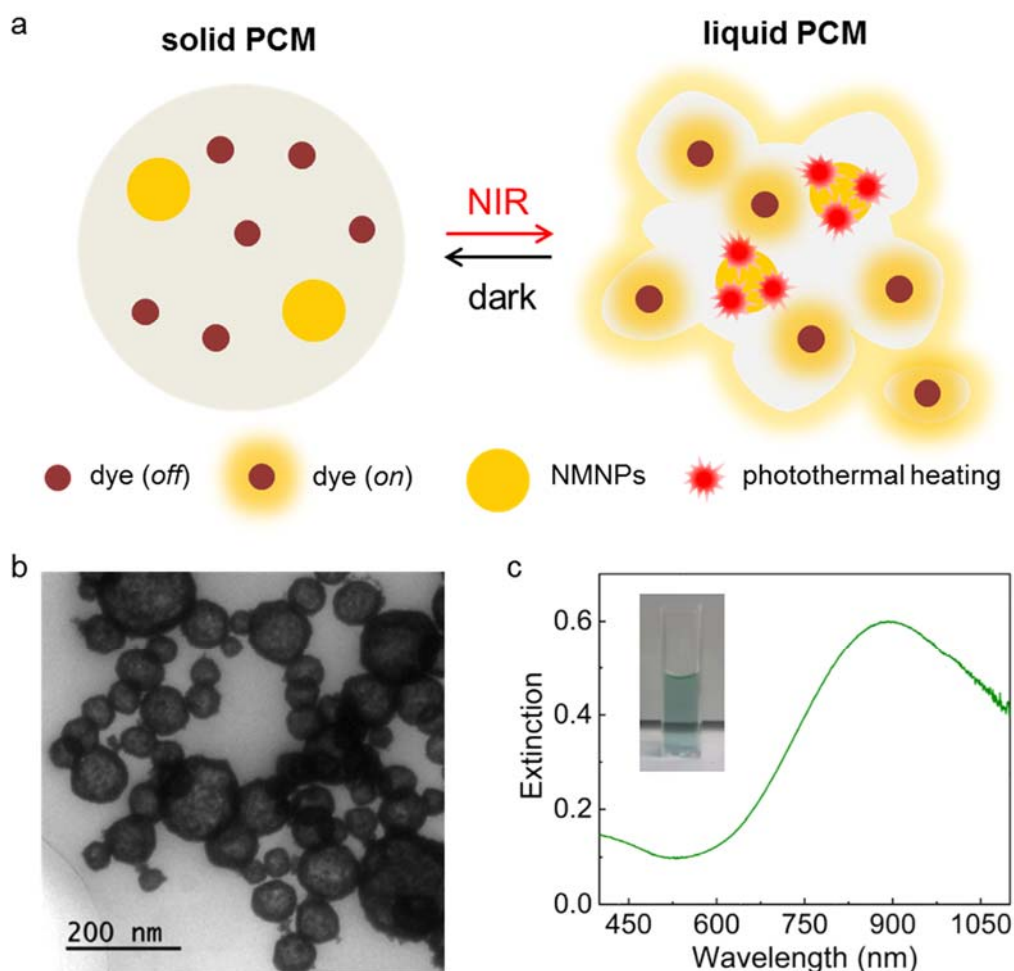 a
solid PCM
liquid PCM
NIR
dark
dye (off)
dye (on)
NMNPs
photothermal heating
b
200 nm
c
Extinction
0.6
0.4
0.2
0.0
450
600
750
900
1050
Wavelength (nm)